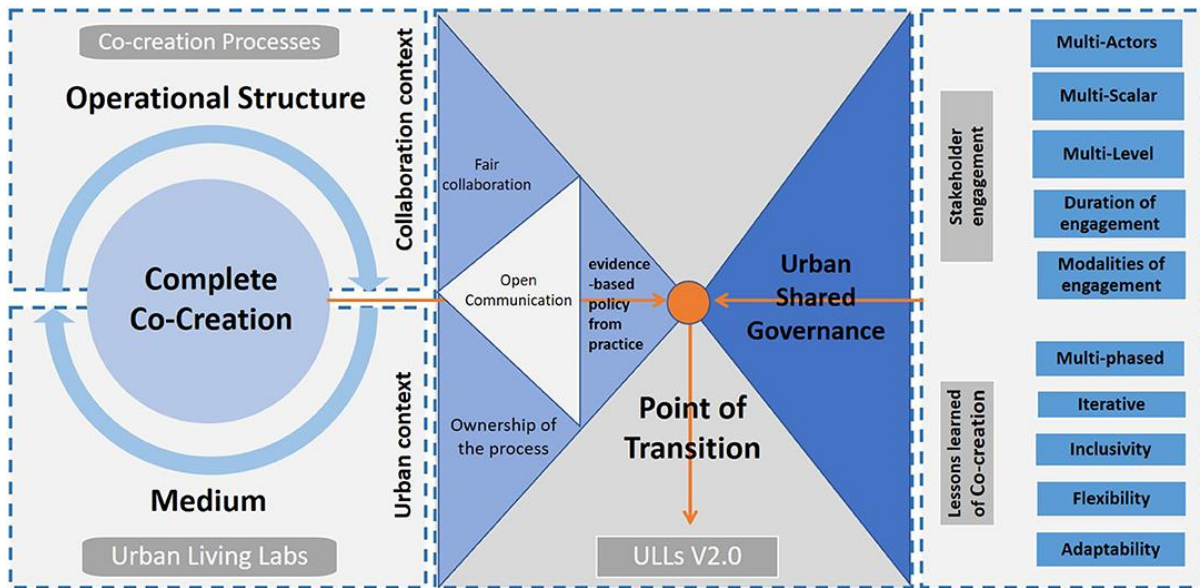 Co-creation Processes
Operational Structure
Complete
Co-Creation
Medium
Urban Living Labs
Collaboration context
Urban context
Fair
collaboration
Open
Communication
Ownership of
the process
evidence
-based
policy
from
practice
Urban
Shared
Governance
Point of
Transition
ULLs V2.0
Stakeholder
engagement
Multi-Actors
Multi-Scalar
Multi-Level
Duration of
engagement
Modalities of
engagement
Lessons learned
of Co-creation
Multi-phased
Iterative
Inclusivity
Flexibility
Adaptability